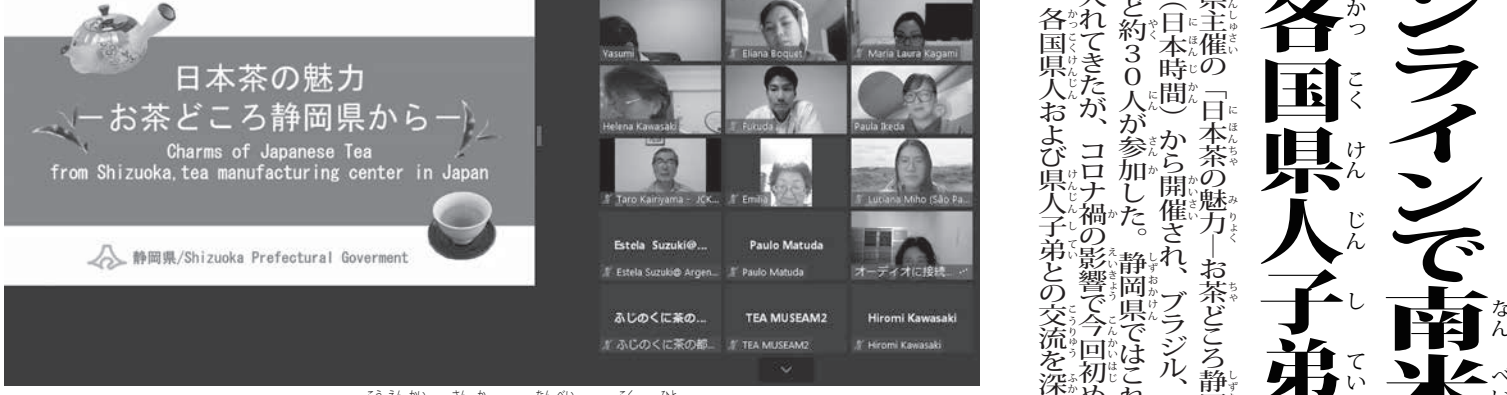 ンラインで南米
各国県人子弟
県主催の「日本茶の魅力―お茶どころ静
(日本時間)から開催され、ブラジル、
ど約30人が参加した。静岡県ではこれ
入れてきたが、コロナ禍の影響で今回初め
各国県人および県人子弟との交流を深
日本茶の魅力
ーお茶どころ静岡県からー
Charms of Japanese Tea
from Shizuoka,tea manufacturing center in Japan
静岡県/Shizuoka Prefectural Goverment
Yasumi
Eliana Boquet
Maria Laura Kagami
Helena Kawasaki
Fukuda
Paula Ikeda
Taro Kairiyama - JCK...
Emilia
Luciana Miho (São Pa...
Estela Suzuki@...
Estela Suzuki@ Argen...
Paulo Matuda
Paulo Matuda
オーディオに接続...
ふじのくに茶の...
ふじのくに茶の都...
TEA MUSEAM2
TEA MUSEAM2
Hiromi Kawasaki
Hiromi Kawasaki